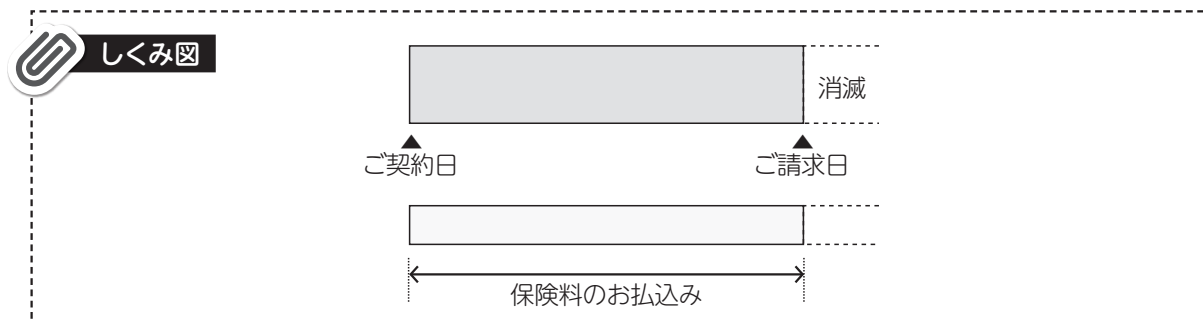 しくみ図
消滅
▲
▲
ご契約日
ご請求日
保険料のお払込み